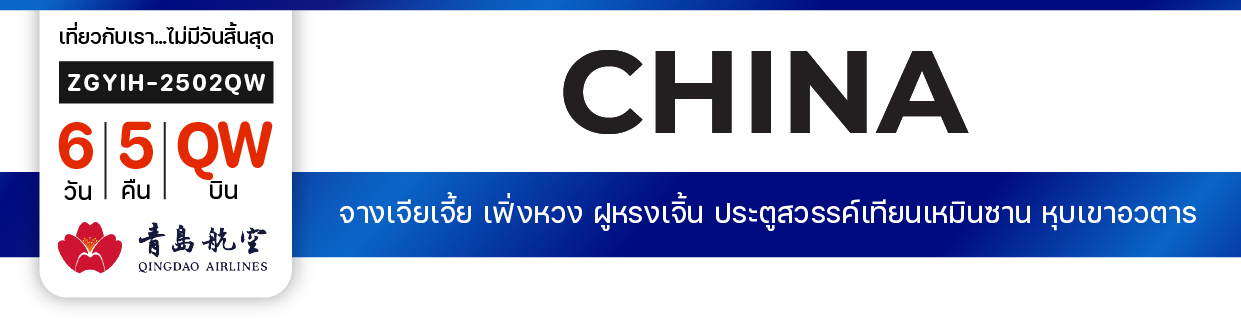 เที่ยวกับเรา...ไม่มีวันสิ้นสุด
ZGYIH-2502QW
6 วัน
5 คืน
QW บิน
青島航空
QINGDAO AIRLINES
CHINA
จางเจียเจี้ย เฟิ่งหวง ฝูหรงเจิ้น ประตูสวรรค์เทียนเหมินซาน หุบเขาอวตาร